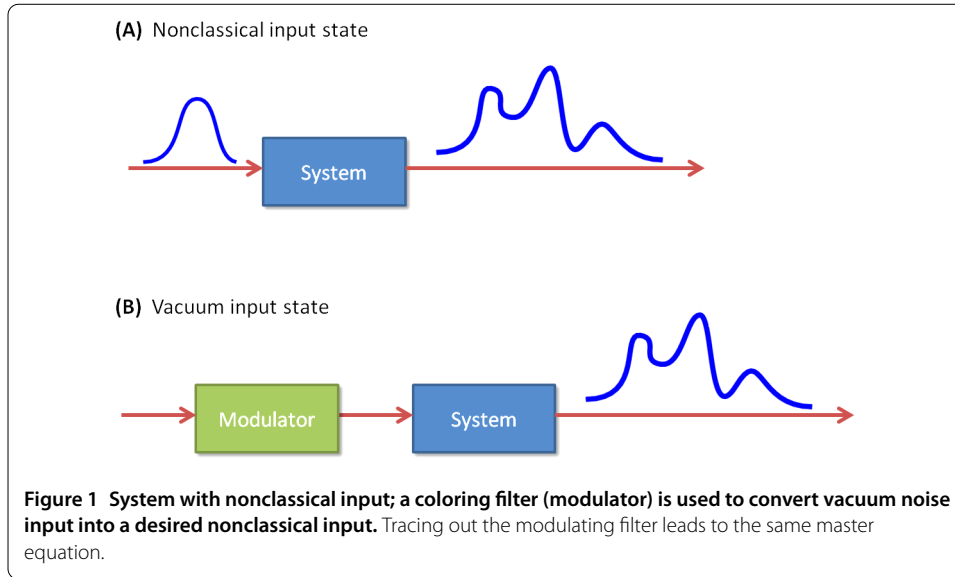 (A) Nonclassical input state
System
(B) Vacuum input state
Modulator
System
Figure 1 System with nonclassical input; a coloring filter (modulator) is used to convert vacuum noise
input into a desired nonclassical input. Tracing out the modulating filter leads to the same master
equation.